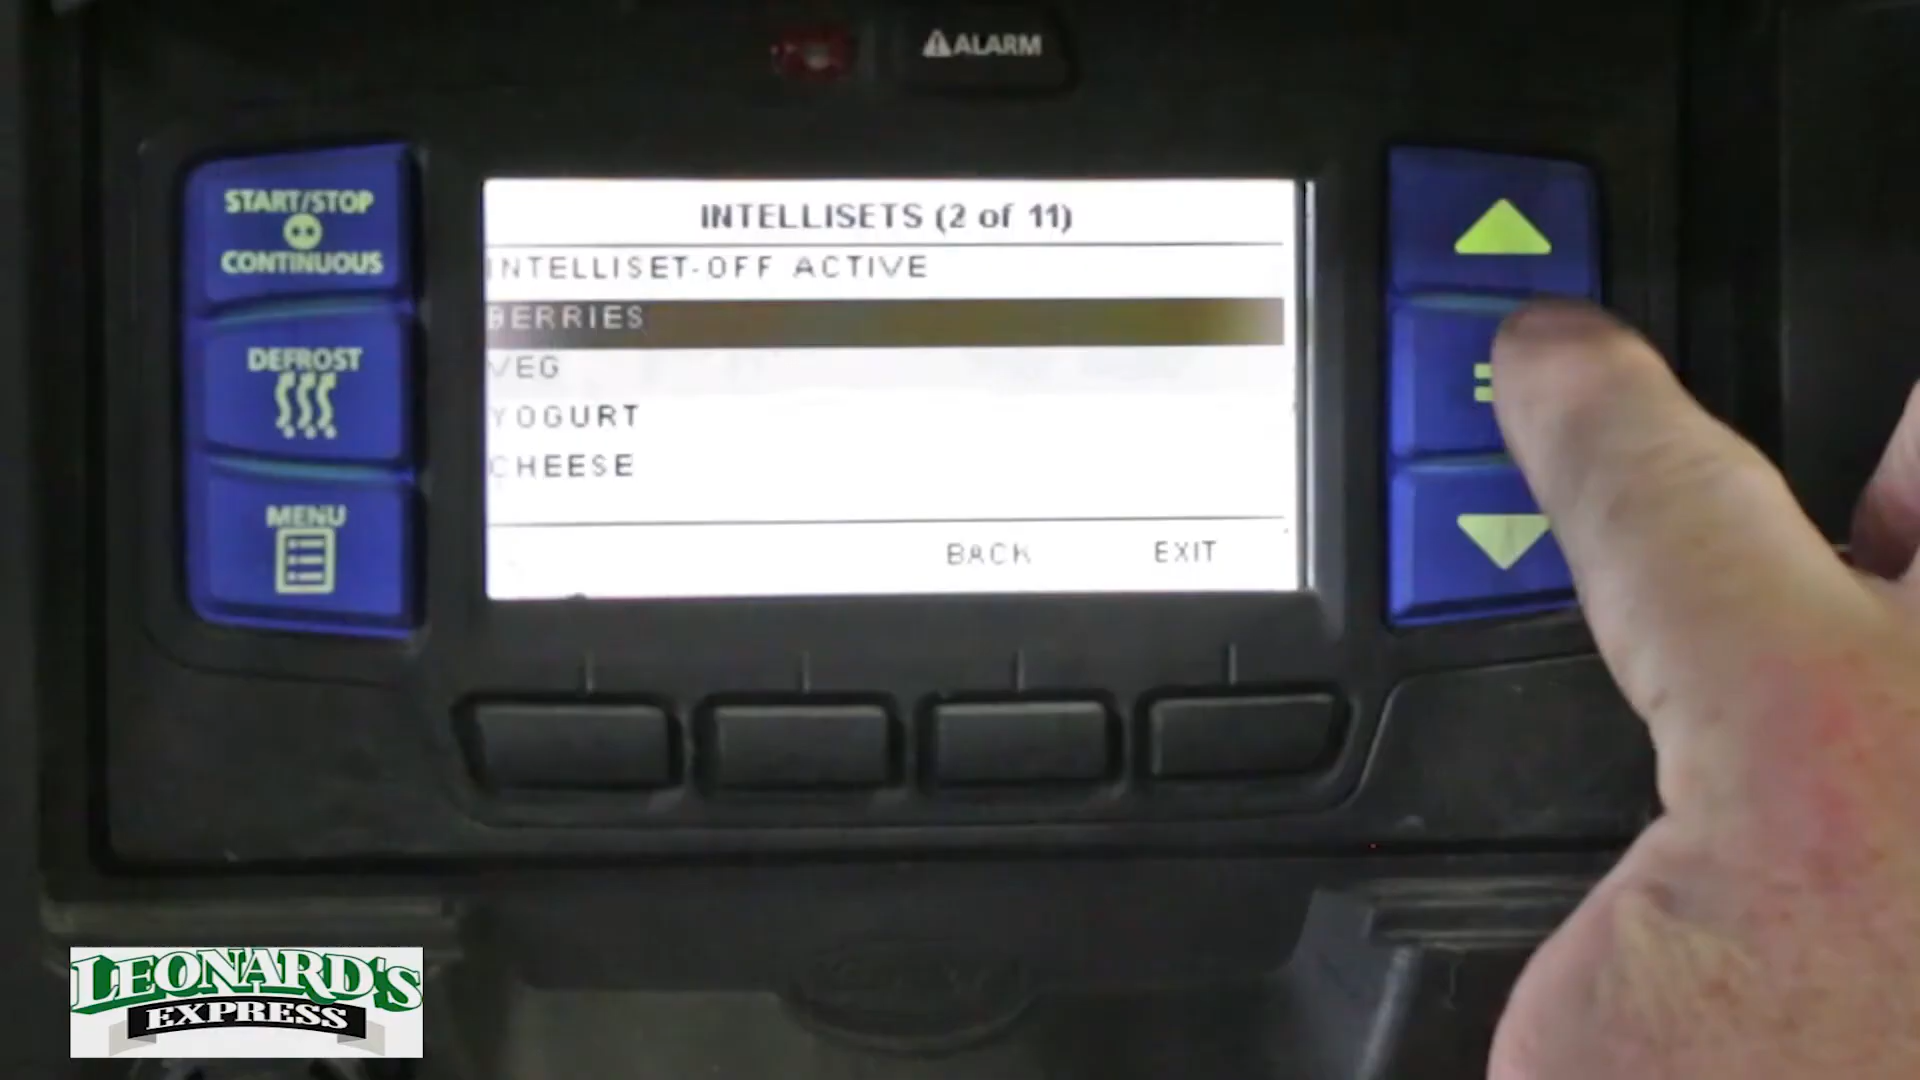 ALARM
START/STOP
CONTINUOUS
DEFROST
MENU
INTELLISETS (2 of 11)
INTELLISET-OFF ACTIVE
BERRIES
VEG
YOGURT
CHEESE
BACK
EXIT
LEONARD'S
EXPRESS